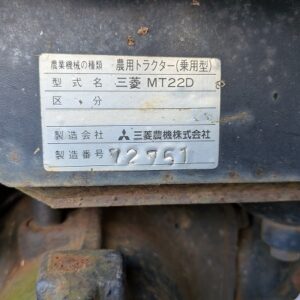 農業機械の種類 農用トラクター(乗用型)
型式名 三菱 MT22D
区分
製造会社 三菱農機株式会社
製造番号 72751